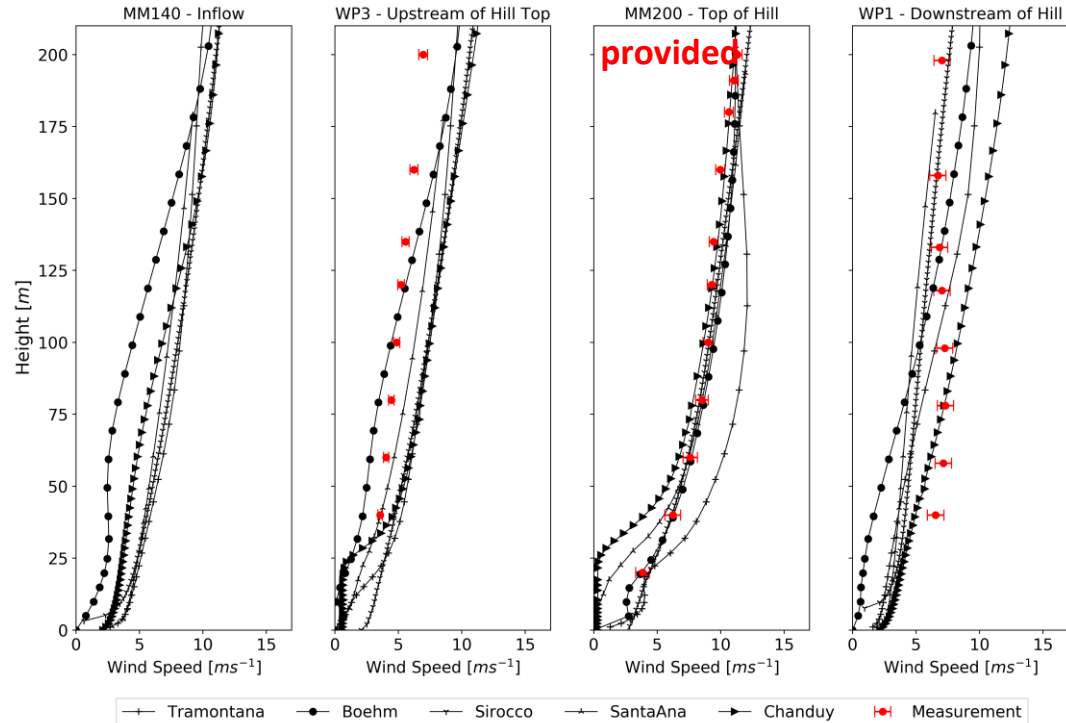 MM140 - Inflow
WP3 - Upstream of Hill Top
MM200 - Top of Hill
WP1 - Downstream of Hill
provided
Height [m]
200
175
150
125
100
75
50
25
0
0 5 10 15
0 5 10 15
0 5 10 15
0 5 10 15
Wind Speed [ms⁻¹]
Wind Speed [ms⁻¹]
Wind Speed [ms⁻¹]
Wind Speed [ms⁻¹]
Tramontana Boehm Sirocco SantaAna Chanduy Measurement